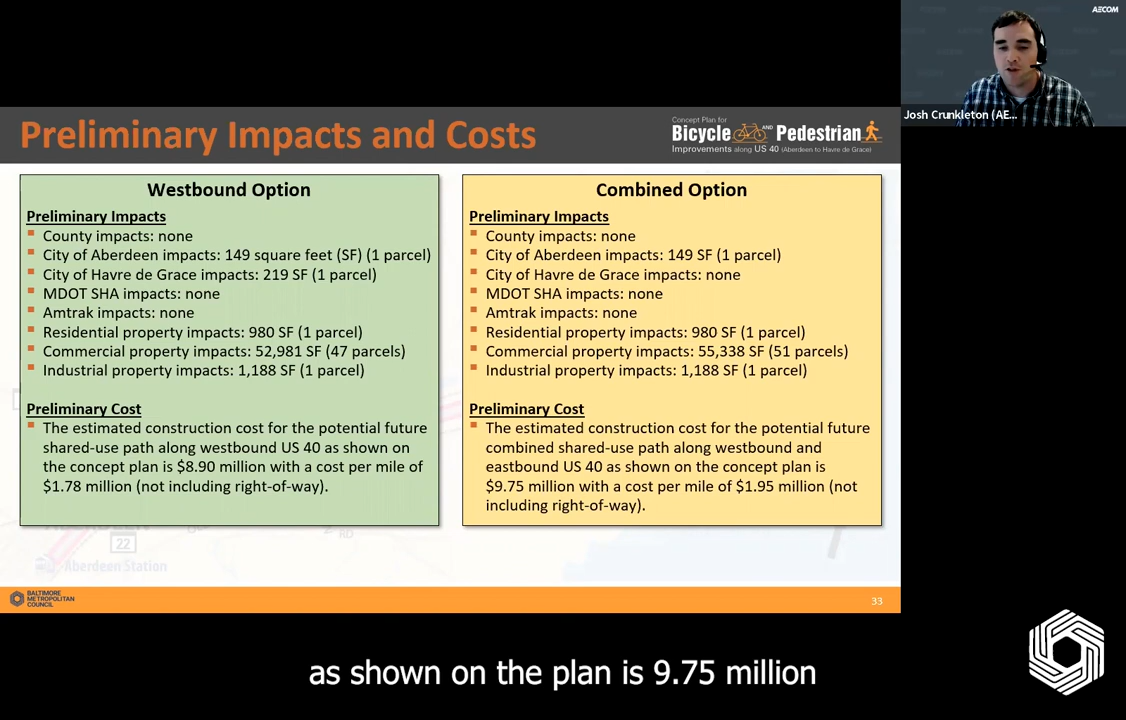 AECOM
Josh Crunkleton (AE...
Preliminary Impacts and Costs
Concept Plan for
Bicycle AND Pedestrian
Improvements along US 40 (Aberdeen to Havre de Grace)
Westbound Option
Preliminary Impacts
County impacts: none
City of Aberdeen impacts: 149 square feet (SF) (1 parcel)
City of Havre de Grace impacts: 219 SF (1 parcel)
MDOT SHA impacts: none
Amtrak impacts: none
Residential property impacts: 980 SF (1 parcel)
Commercial property impacts: 52,981 SF (47 parcels)
Industrial property impacts: 1,188 SF (1 parcel)
Preliminary Cost
The estimated construction cost for the potential future
shared-use path along westbound US 40 as shown on
the concept plan is $8.90 million with a cost per mile of
$1.78 million (not including right-of-way).
Combined Option
Preliminary Impacts
County impacts: none
City of Aberdeen impacts: 149 SF (1 parcel)
City of Havre de Grace impacts: none
MDOT SHA impacts: none
Amtrak impacts: none
Residential property impacts: 980 SF (1 parcel)
Commercial property impacts: 55,338 SF (51 parcels)
Industrial property impacts: 1,188 SF (1 parcel)
Preliminary Cost
The estimated construction cost for the potential future
combined shared-use path along westbound and
eastbound US 40 as shown on the concept plan is
$9.75 million with a cost per mile of $1.95 million (not
including right-of-way).
ABERDEEN
22
RD
Aberdeen Station
BALTIMORE
METROPOLITAN
COUNCIL
33
as shown on the plan is 9.75 million